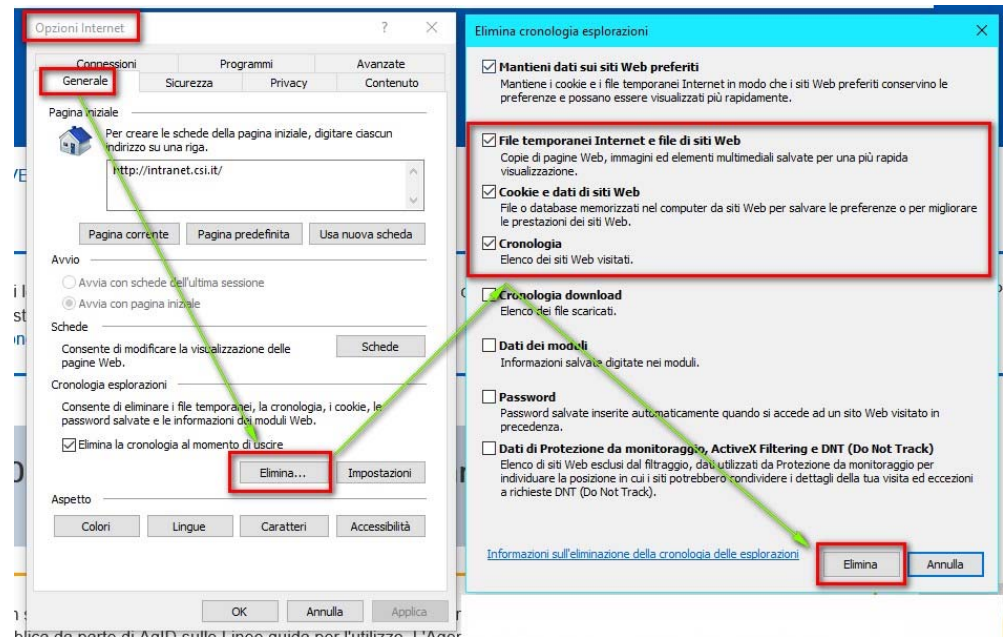 Opzioni Internet
?
Connessioni Programmi Avanzate
Generale Sicurezza Privacy Contenuto
Pagina iniziale
Per creare le schede della pagina iniziale, digitare ciascun
indirizzo su una riga.
http://intranet.csi.it/
Pagina corrente Pagina predefinita Usa nuova scheda
Avvio
Avvia con schede dell'ultima sessione
Avvia con pagina iniziale
Schede
Consente di modificare la visualizzazione delle
pagine Web.
Schede
Cronologia esplorazioni
Consente di eliminare i file temporanei, la cronologia, i cookie, le
password salvate e le informazioni dei moduli Web.
Elimina la cronologia al momento di uscire
Elimina... Impostazioni
Aspetto
Colori Lingue Caratteri Accessibilità
OK Annulla Applica
Elimina cronologia esplorazioni
Mantieni dati sui siti Web preferiti
Mantiene i cookie e i file temporanei Internet in modo che i siti Web preferiti conservino le
preferenze e possano essere visualizzati più rapidamente.
File temporanei Internet e file di siti Web
Copie di pagine Web, immagini ed elementi multimediali salvate per una più rapida
visualizzazione.
Cookie e dati di siti Web
File o database memorizzati nel computer da siti Web per salvare le preferenze o per migliorare
le prestazioni dei siti Web.
Cronologia
Elenco dei siti Web visitati.
Cronologia download
Elenco dei file scaricati.
Dati dei moduli
Informazioni salvate digitate nei moduli.
Password
Password salvate inserite automaticamente quando si accede ad un sito Web visitato in
precedenza.
Dati di Protezione da monitoraggio, ActiveX Filtering e DNT (Do Not Track)
Elenco di siti Web esclusi dal filtraggio, dati utilizzati da Protezione da monitoraggio per
individuare la posizione in cui i siti potrebbero condividere i dettagli della tua visita ed eccezioni
a richieste DNT (Do Not Track).
Informazioni sull'eliminazione della cronologia delle esplorazioni
Elimina Annulla